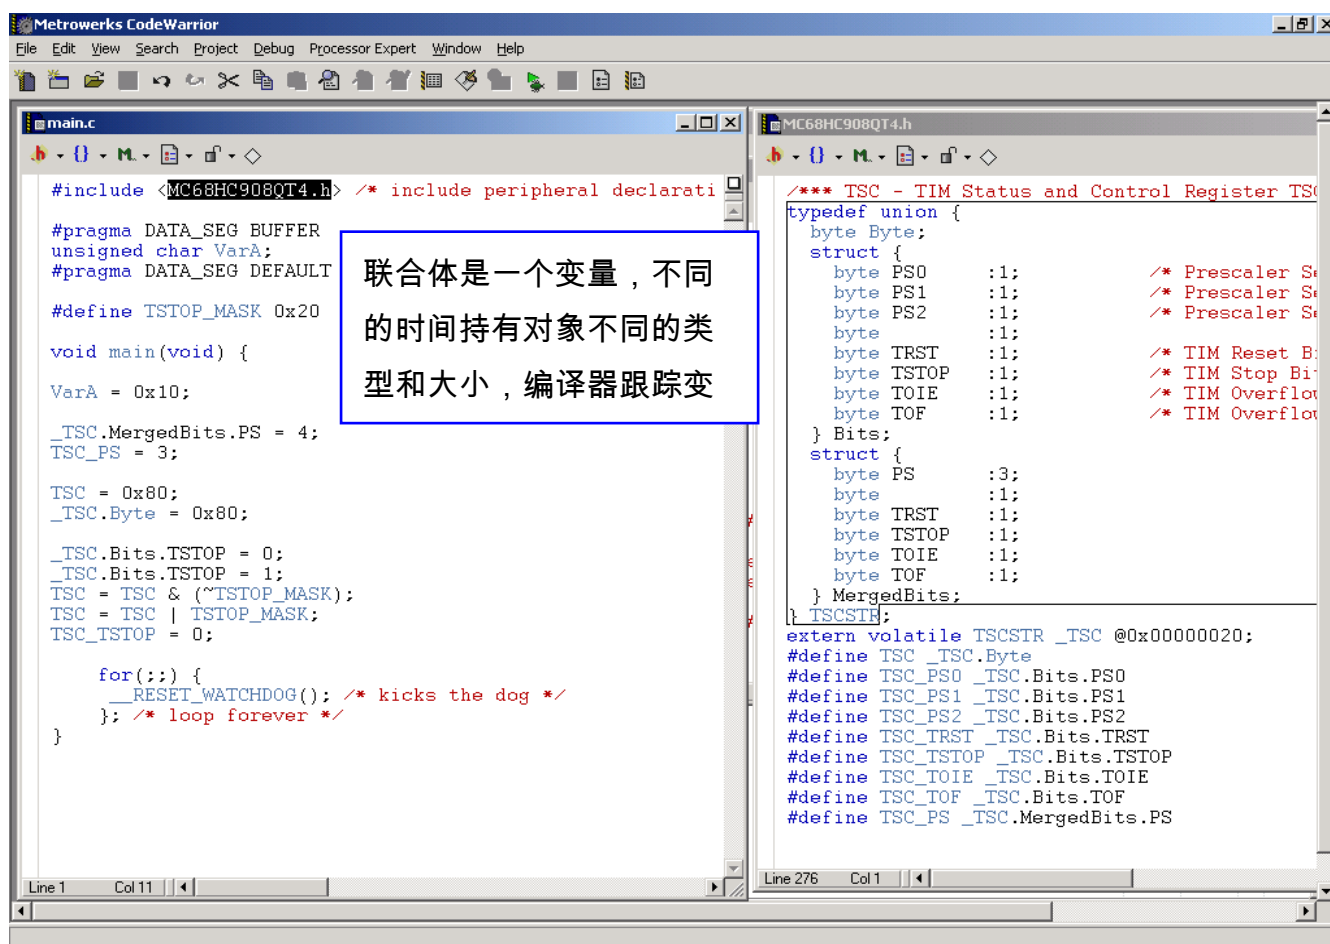 Metrowerks CodeWarrior
File Edit View Search Project Debug Processor Expert Window Help
main.c
#include <MC68HC908QT4.h> /* include peripheral declarati
#pragma DATA_SEG BUFFER
unsigned char VarA;
#pragma DATA_SEG DEFAULT
#define TSTOP_MASK 0x20
void main(void) {
VarA = 0x10;
_TSC.MergedBits.PS = 4;
TSC_PS = 3;
TSC = 0x80;
_TSC.Byte = 0x80;
_TSC.Bits.TSTOP = 0;
_TSC.Bits.TSTOP = 1;
TSC = TSC & (~TSTOP_MASK);
TSC = TSC | TSTOP_MASK;
TSC_TSTOP = 0;
for(;;) {
__RESET_WATCHDOG(); /* kicks the dog */
}; /* loop forever */
}
Line 1 Col 11
联合体是一个变量，不同
的时间持有对象不同的类
型和大小，编译器跟踪变
MC68HC908QT4.h
/*** TSC - TIM Status and Control Register TSC
typedef union {
byte Byte;
struct {
byte PS0 :1; /* Prescaler Se
byte PS1 :1; /* Prescaler Se
byte PS2 :1; /* Prescaler Se
byte :1;
byte TRST :1; /* TIM Reset B
byte TSTOP :1; /* TIM Stop Bi
byte TOIE :1; /* TIM Overflow
byte TOF :1; /* TIM Overflow
} Bits;
struct {
byte PS :3;
byte :1;
byte TRST :1;
byte TSTOP :1;
byte TOIE :1;
byte TOF :1;
} MergedBits;
} TSCSTR;
extern volatile TSCSTR _TSC @0x00000020;
#define TSC _TSC.Byte
#define TSC_PS0 _TSC.Bits.PS0
#define TSC_PS1 _TSC.Bits.PS1
#define TSC_PS2 _TSC.Bits.PS2
#define TSC_TRST _TSC.Bits.TRST
#define TSC_TSTOP _TSC.Bits.TSTOP
#define TSC_TOIE _TSC.Bits.TOIE
#define TSC_TOF _TSC.Bits.TOF
#define TSC_PS _TSC.MergedBits.PS
Line 276 Col 1